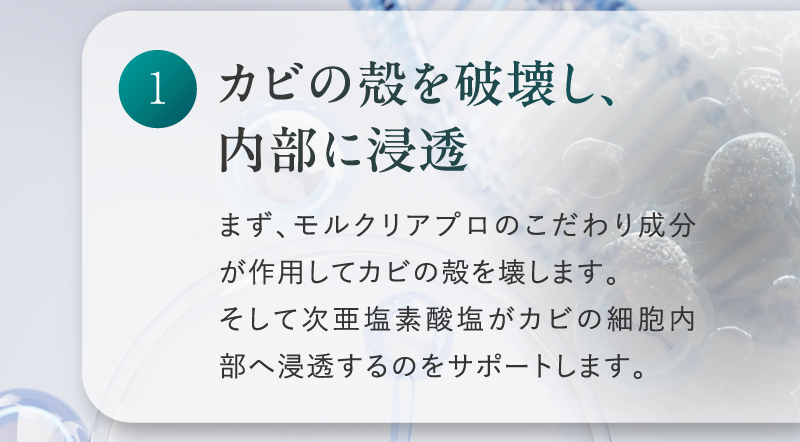 1
カビの殻を破壊し、
内部に浸透
まず、モルクリアプロのこだわり成分
が作用してカビの殻を壊します。
そして次亜塩素酸塩がカビの細胞内
部へ浸透するのをサポートします。